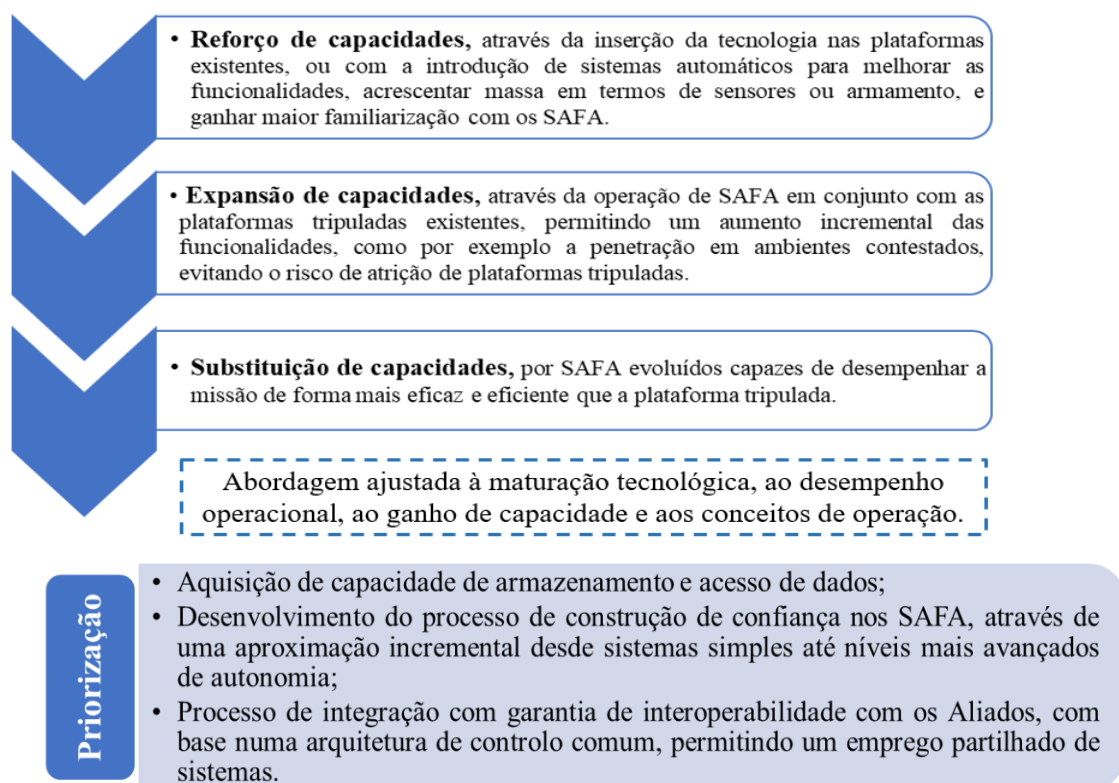 • Reforço de capacidades, através da inserção da tecnologia nas plataformas
existentes, ou com a introdução de sistemas automáticos para melhorar as
funcionalidades, acrescentar massa em termos de sensores ou armamento, e
ganhar maior familiarização com os SAFA.
• Expansão de capacidades, através da operação de SAFA em conjunto com as
plataformas tripuladas existentes, permitindo um aumento incremental das
funcionalidades, como por exemplo a penetração em ambientes contestados,
evitando o risco de atrição de plataformas tripuladas.
• Substituição de capacidades, por SAFA evoluídos capazes de desempenhar a
missão de forma mais eficaz e eficiente que a plataforma tripulada.
Abordagem ajustada à maturação tecnológica, ao desempenho
operacional, ao ganho de capacidade e aos conceitos de operação.
Priorização
• Aquisição de capacidade de armazenamento e acesso de dados;
• Desenvolvimento do processo de construção de confiança nos SAFA, através de
uma aproximação incremental desde sistemas simples até níveis mais avançados
de autonomia;
• Processo de integração com garantia de interoperabilidade com os Aliados, com
base numa arquitetura de controlo comum, permitindo um emprego partilhado de
sistemas.